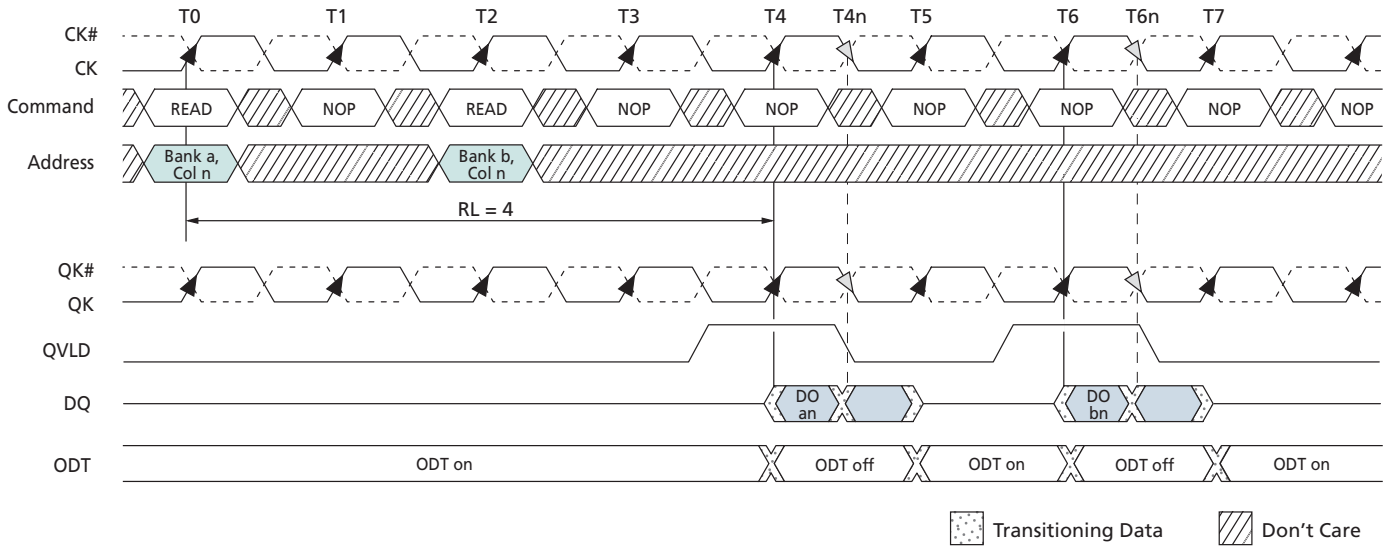 T0 T1 T2 T3 T4 T4n T5 T6 T6n T7
CK#
CK
Command READ NOP READ NOP NOP NOP NOP NOP NOP
Address Bank a, Col n Bank b, Col n
RL = 4
QK#
QK
QVLD
DQ DO an DO bn
ODT ODT on ODT off ODT on ODT off ODT on
Transitioning Data Don't Care